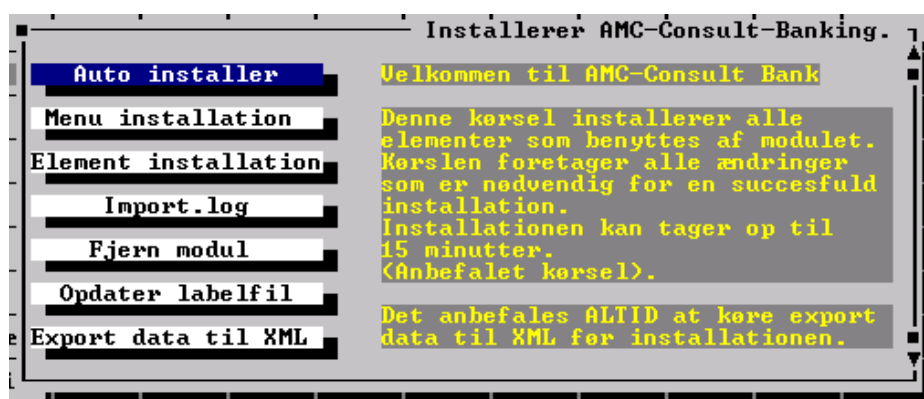 Installerer AMC-Consult-Banking.
Auto installer
Menu installation
Element installation
Import.log
Fjern modul
Opdater labelfil
Export data til XML
Velkommen til AMC-Consult Bank
Denne kørsel installerer alle
elementer som benyttes af modulet.
Kørslen foretager alle ændringer
som er nødvendig for en succesfuld
installation.
Installationen kan tager op til
15 minutter.
(Anbefalet kørsel).
Det anbefales ALTID at køre export
data til XML før installationen.